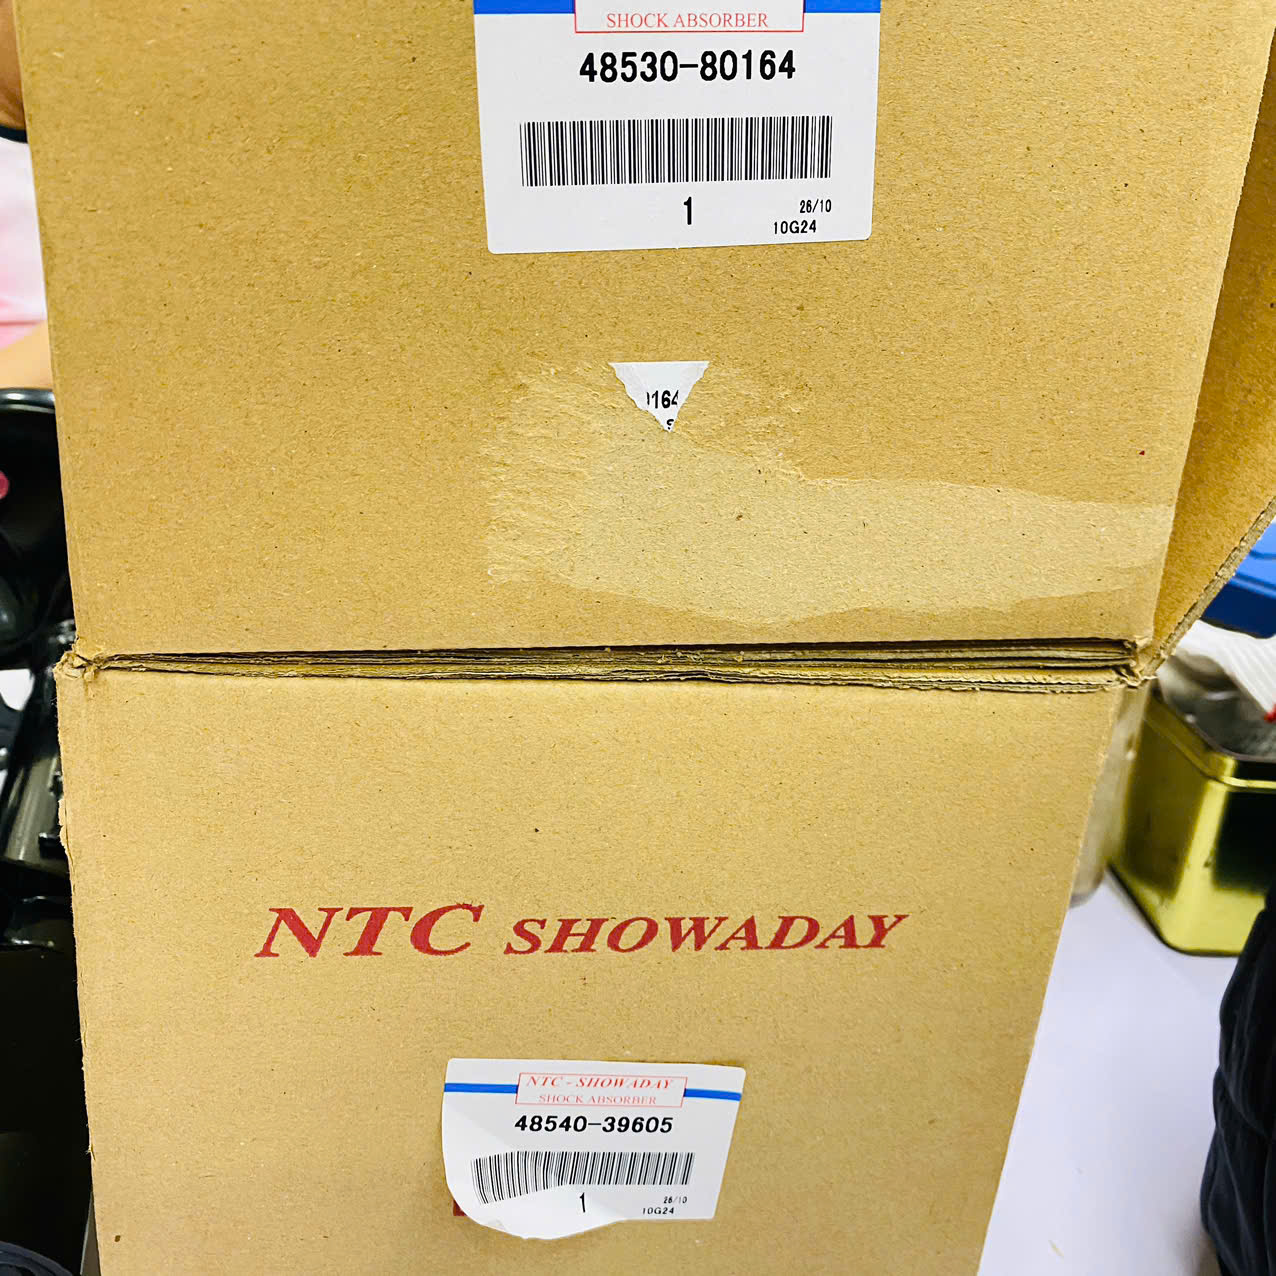 SHOCK ABSORBER
48530-80164
1
26/10
10G24
164
S
NTC SHOWADAY
NTC - SHOWADAY
SHOCK ABSORBER
48540-39605
1
26/10
10G24